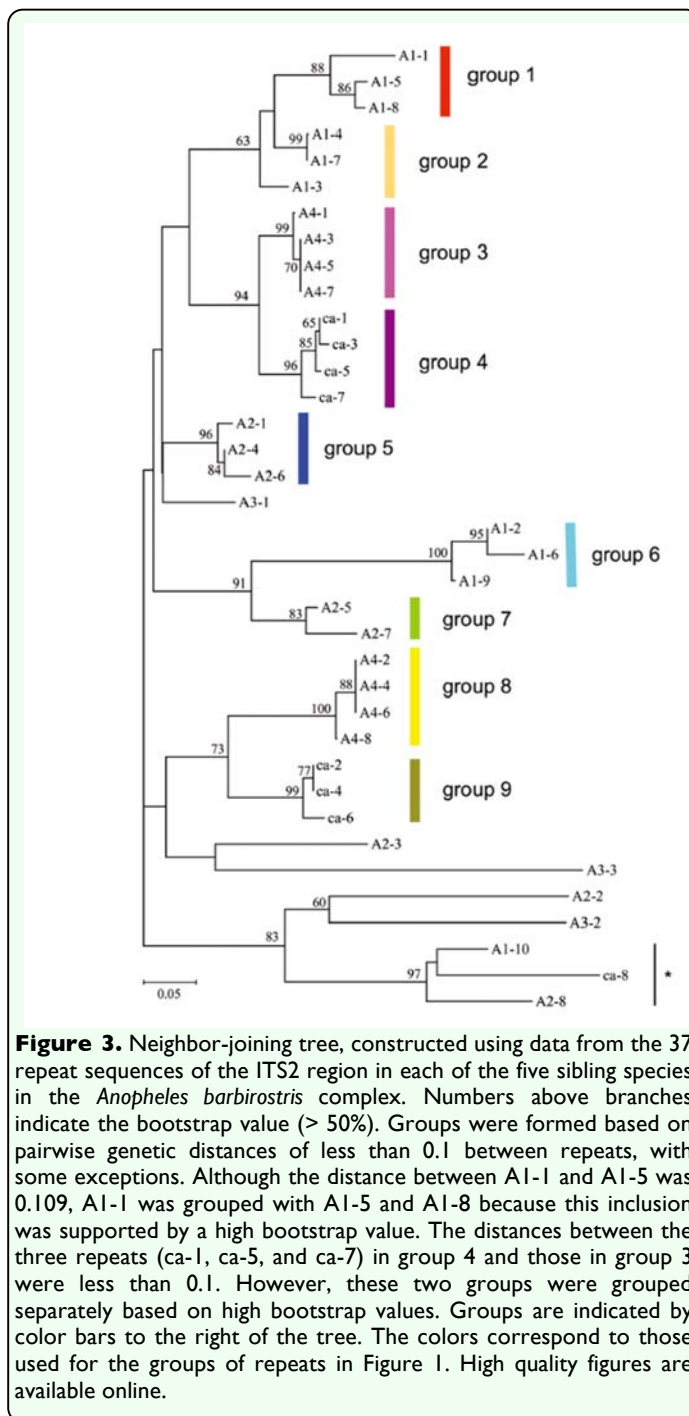 88
A1-1
group 1
86
A1-5
A1-8
63
99
A1-4
A1-7
group 2
A1-3
A4-1
99
A4-3
group 3
70
A4-5
A4-7
94
65
ca-1
85
ca-3
group 4
96
ca-5
ca-7
A2-1
96
A2-4
group 5
84
A2-6
A3-1
95
A1-2
100
A1-6
group 6
A1-9
91
83
A2-5
group 7
A2-7
A4-2
88
A4-4
group 8
100
A4-6
A4-8
73
77
ca-2
99
ca-4
group 9
ca-6
A2-3
A3-3
60
A2-2
A3-2
83
A1-10
97
ca-8
*
A2-8
0.05
Figure 3. Neighbor-joining tree, constructed using data from the 37
repeat sequences of the ITS2 region in each of the five sibling species
in the Anopheles barbirostris complex. Numbers above branches
indicate the bootstrap value (> 50%). Groups were formed based on
pairwise genetic distances of less than 0.1 between repeats, with
some exceptions. Although the distance between A1-1 and A1-5 was
0.109, A1-1 was grouped with A1-5 and A1-8 because this inclusion
was supported by a high bootstrap value. The distances between the
three repeats (ca-1, ca-5, and ca-7) in group 4 and those in group 3
were less than 0.1. However, these two groups were grouped
separately based on high bootstrap values. Groups are indicated by
color bars to the right of the tree. The colors correspond to those
used for the groups of repeats in Figure 1. High quality figures are
available online.